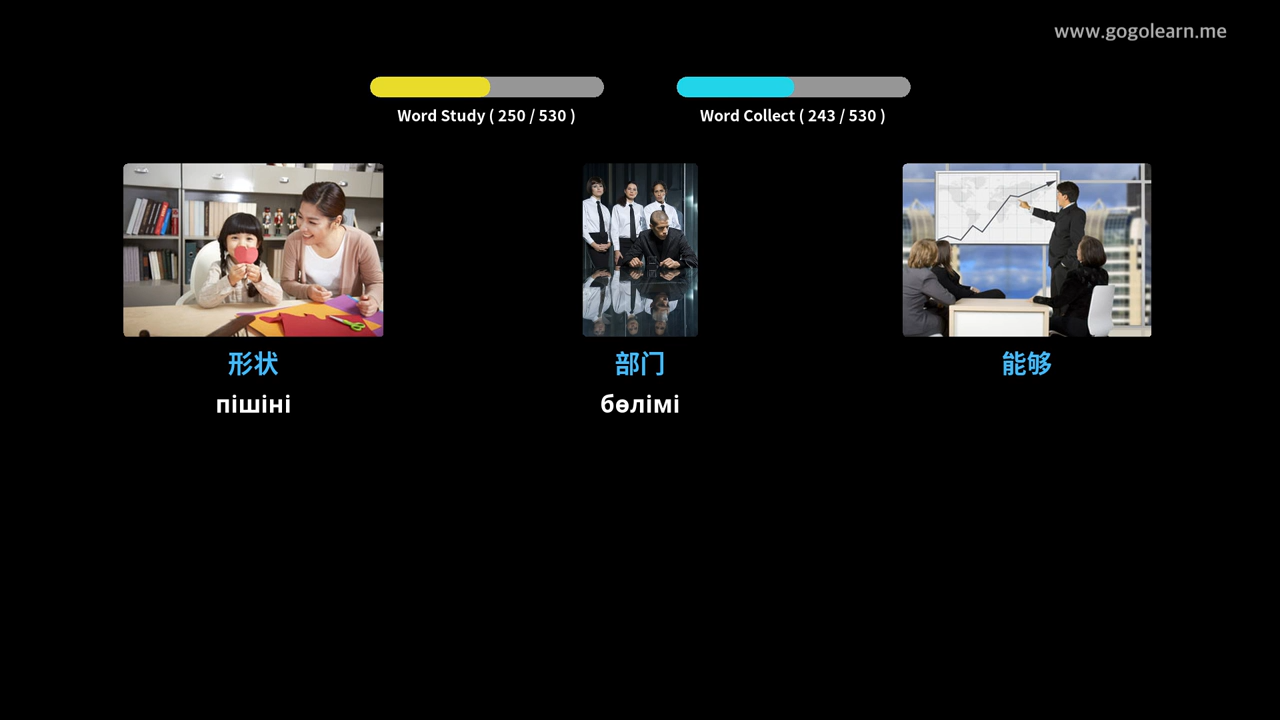 www.gogolearn.me
Word Study ( 250 / 530 )
Word Collect ( 243 / 530 )
形状
部门
能够
пішіні
бөлімі